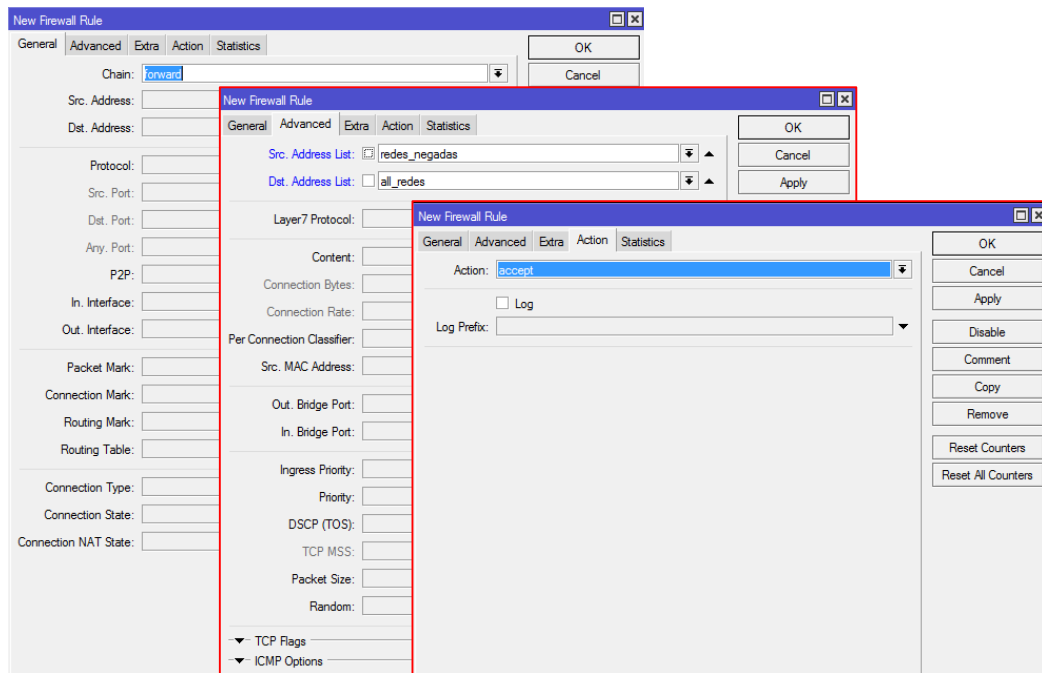 New Firewall Rule
General Advanced Extra Action Statistics
OK
Cancel
Chain: forward
Src. Address:
Dst. Address:
Protocol:
Src. Port:
Dst. Port:
Any. Port:
P2P:
In. Interface:
Out. Interface:
Packet Mark:
Connection Mark:
Routing Mark:
Routing Table:
Connection Type:
Connection State:
Connection NAT State:
New Firewall Rule
General Advanced Extra Action Statistics
OK
Cancel
Apply
Src. Address List: redes_negadas
Dst. Address List: all_redes
Layer7 Protocol:
Content:
Connection Bytes:
Connection Rate:
Per Connection Classifier:
Src. MAC Address:
Out. Bridge Port:
In. Bridge Port:
Ingress Priority:
Priority:
DSCP (TOS):
TCP MSS:
Packet Size:
Random:
TCP Flags
ICMP Options
New Firewall Rule
General Advanced Extra Action Statistics
Action: accept
Log
Log Prefix:
OK
Cancel
Apply
Disable
Comment
Copy
Remove
Reset Counters
Reset All Counters